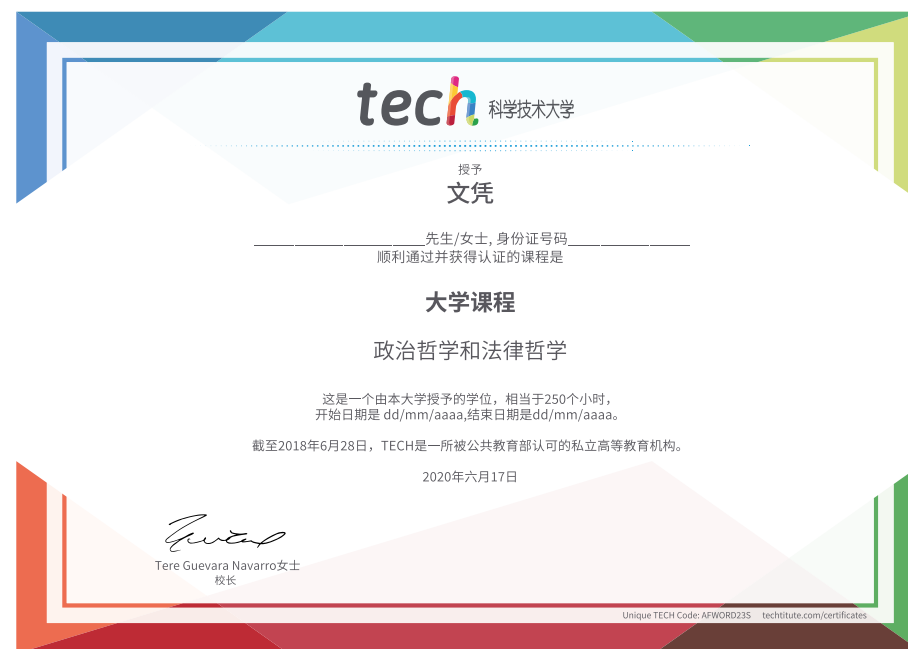 tech 科学技术大学
授予
文凭
先生/女士, 身份证号码
顺利通过并获得认证的课程是
大学课程
政治哲学和法律哲学
这是一个由本大学授予的学位，相当于250个小时，
开始日期是 dd/mm/aaaa,结束日期是dd/mm/aaaa。
截至2018年6月28日，TECH是一所被公共教育部认可的私立高等教育机构。
2020年六月17日
Tere Guevara Navarro女士
校长
Unique TECH Code: AFWORD23S techtitute.com/certificates